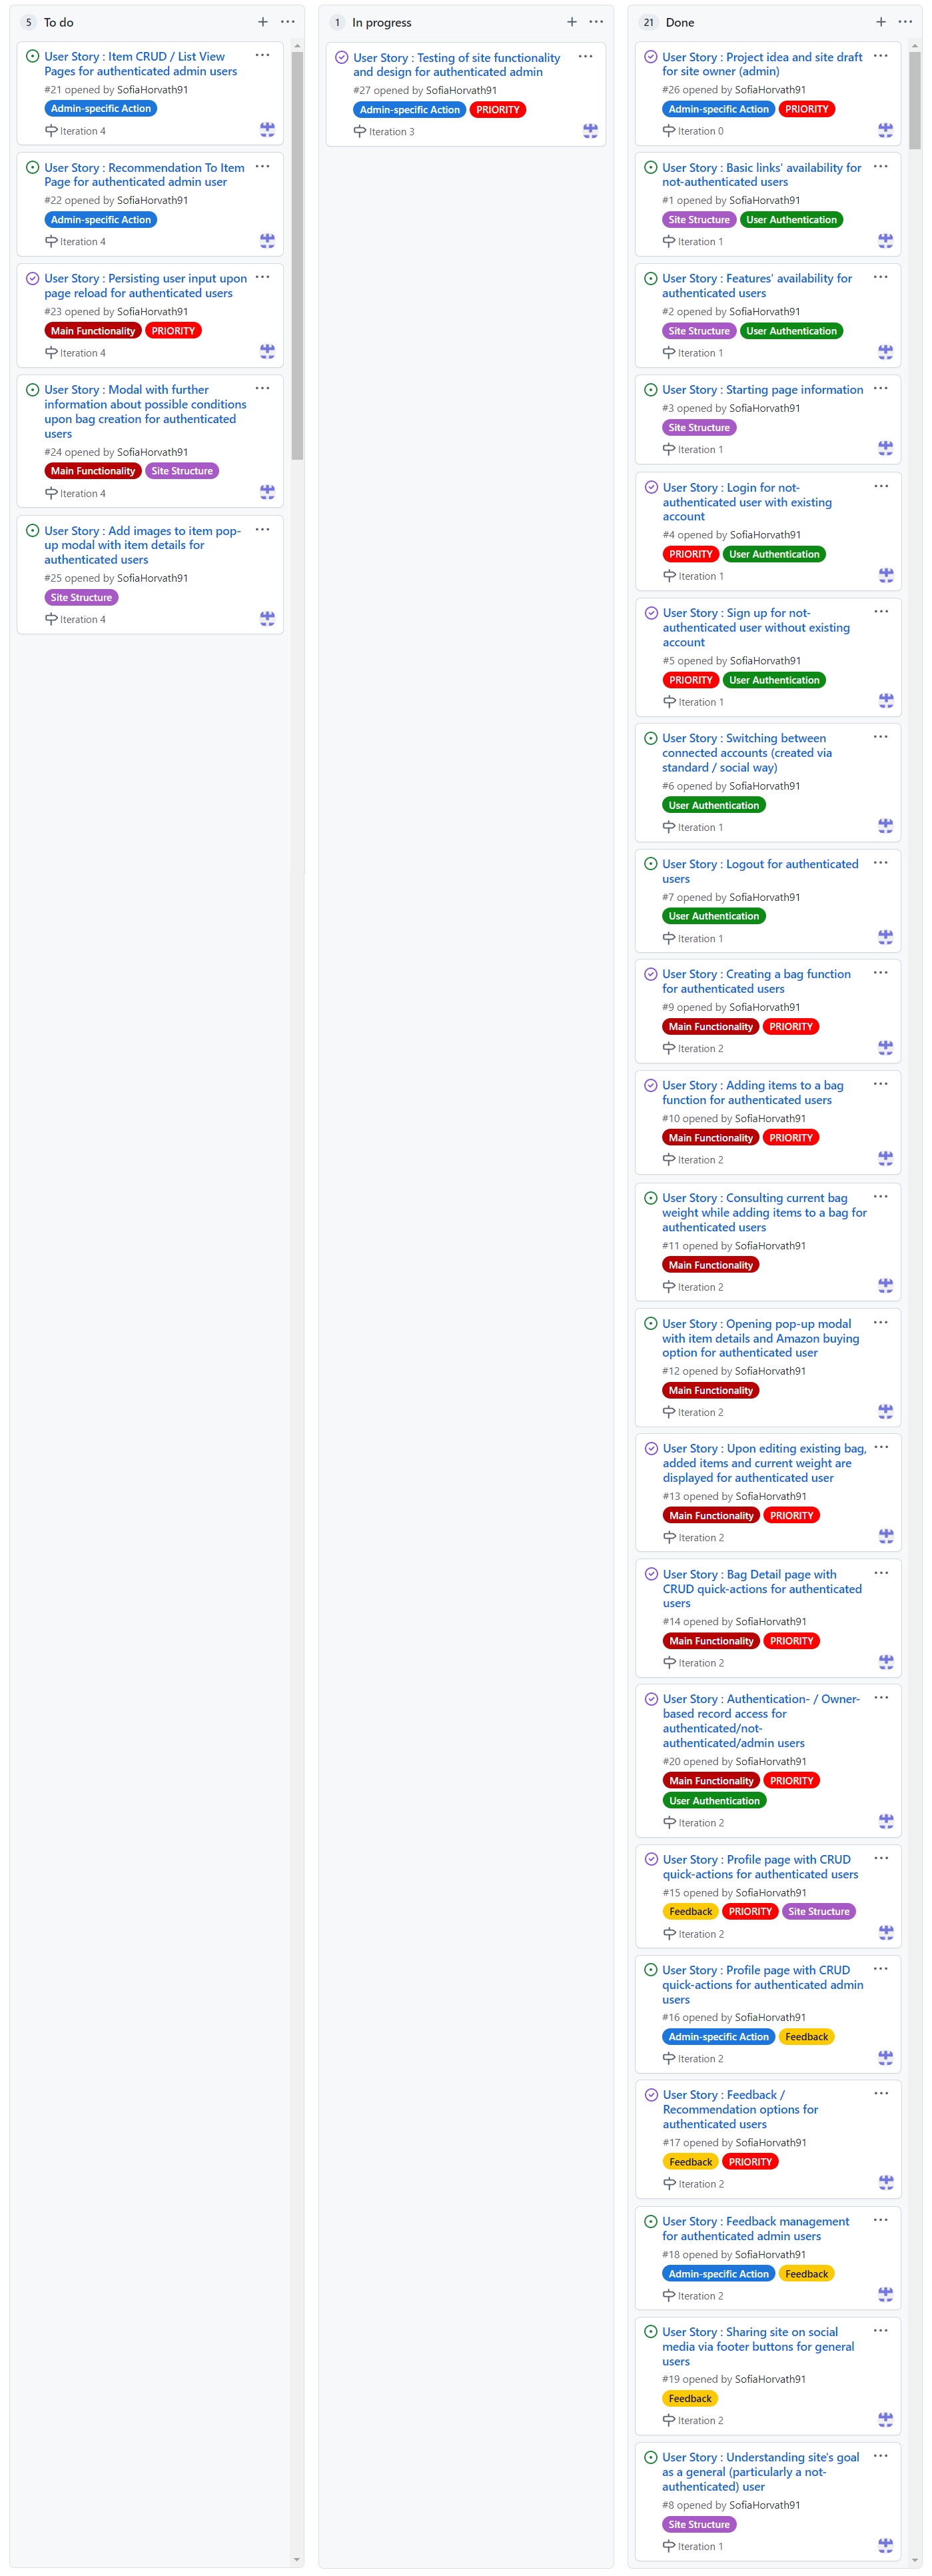 5 To do
User Story : Item CRUD / List View
Pages for authenticated admin users
#21 opened by SofiaHorvath91
Admin-specific Action
Iteration 4
User Story : Recommendation To Item
Page for authenticated admin user
#22 opened by SofiaHorvath91
Admin-specific Action
Iteration 4
User Story : Persisting user input upon
page reload for authenticated users
#23 opened by SofiaHorvath91
Main Functionality PRIORITY
Iteration 4
User Story : Modal with further
information about possible conditions
upon bag creation for authenticated
users
#24 opened by SofiaHorvath91
Main Functionality Site Structure
Iteration 4
User Story : Add images to item pop-
up modal with item details for
authenticated users
#25 opened by SofiaHorvath91
Site Structure
Iteration 4
1 In progress
User Story : Testing of site functionality
and design for authenticated admin
#27 opened by SofiaHorvath91
Admin-specific Action PRIORITY
Iteration 3
21 Done
User Story : Project idea and site draft
for site owner (admin)
#26 opened by SofiaHorvath91
Admin-specific Action PRIORITY
Iteration 0
User Story : Basic links' availability for
not-authenticated users
#1 opened by SofiaHorvath91
Site Structure User Authentication
Iteration 1
User Story : Features' availability for
authenticated users
#2 opened by SofiaHorvath91
Site Structure User Authentication
Iteration 1
User Story : Starting page information
#3 opened by SofiaHorvath91
Site Structure
Iteration 1
User Story : Login for not-
authenticated user with existing
account
#4 opened by SofiaHorvath91
PRIORITY User Authentication
Iteration 1
User Story : Sign up for not-
authenticated user without existing
account
#5 opened by SofiaHorvath91
PRIORITY User Authentication
Iteration 1
User Story : Switching between
connected accounts (created via
standard / social way)
#6 opened by SofiaHorvath91
User Authentication
Iteration 1
User Story : Logout for authenticated
users
#7 opened by SofiaHorvath91
User Authentication
Iteration 1
User Story : Creating a bag function
for authenticated users
#9 opened by SofiaHorvath91
Main Functionality PRIORITY
Iteration 2
User Story : Adding items to a bag
function for authenticated users
#10 opened by SofiaHorvath91
Main Functionality PRIORITY
Iteration 2
User Story : Consulting current bag
weight while adding items to a bag for
authenticated users
#11 opened by SofiaHorvath91
Main Functionality
Iteration 2
User Story : Opening pop-up modal
with item details and Amazon buying
option for authenticated user
#12 opened by SofiaHorvath91
Main Functionality
Iteration 2
User Story : Upon editing existing bag,
added items and current weight are
displayed for authenticated user
#13 opened by SofiaHorvath91
Main Functionality PRIORITY
Iteration 2
User Story : Bag Detail page with
CRUD quick-actions for authenticated
users
#14 opened by SofiaHorvath91
Main Functionality PRIORITY
Iteration 2
User Story : Authentication- / Owner-
based record access for
authenticated/not-
authenticated/admin users
#20 opened by SofiaHorvath91
Main Functionality PRIORITY
User Authentication
Iteration 2
User Story : Profile page with CRUD
quick-actions for authenticated users
#15 opened by SofiaHorvath91
Feedback PRIORITY Site Structure
Iteration 2
User Story : Profile page with CRUD
quick-actions for authenticated admin
users
#16 opened by SofiaHorvath91
Admin-specific Action Feedback
Iteration 2
User Story : Feedback /
Recommendation options for
authenticated users
#17 opened by SofiaHorvath91
Feedback PRIORITY
Iteration 2
User Story : Feedback management
for authenticated admin users
#18 opened by SofiaHorvath91
Admin-specific Action Feedback
Iteration 2
User Story : Sharing site on social
media via footer buttons for general
users
#19 opened by SofiaHorvath91
Feedback
Iteration 2
User Story : Understanding site's goal
as a general (particularly a not-
authenticated) user
#8 opened by SofiaHorvath91
Site Structure
Iteration 1